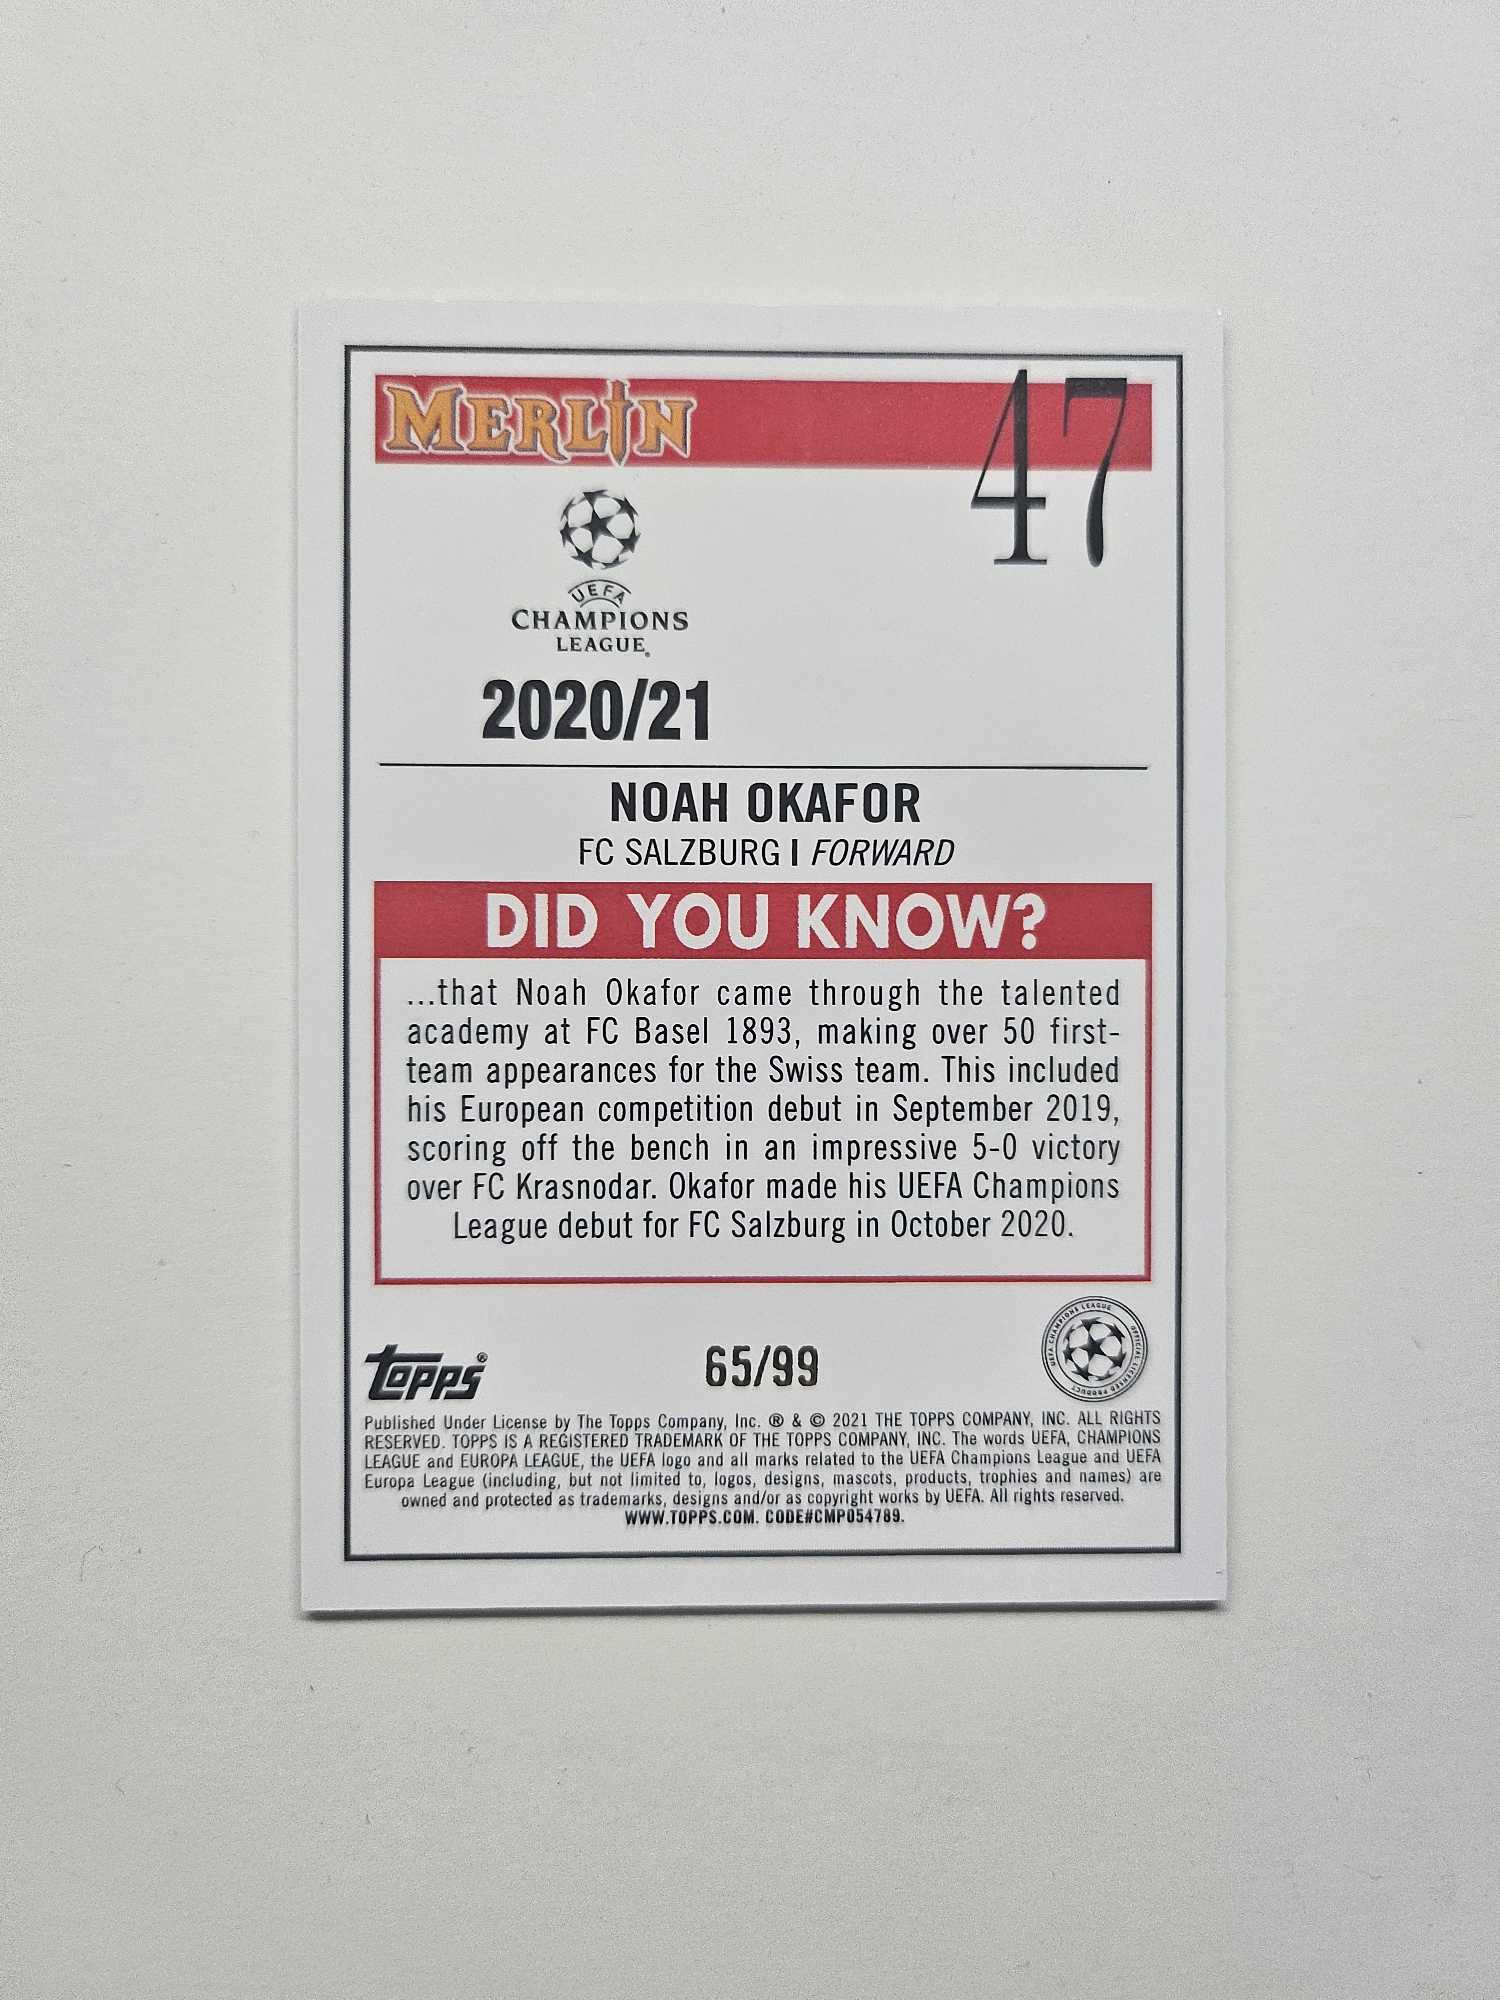 MERLIN
47
UEFA
CHAMPIONS
LEAGUE®
2020/21
NOAH OKAFOR
FC SALZBURG | FORWARD
DID YOU KNOW?
...that Noah Okafor came through the talented
academy at FC Basel 1893, making over 50 first-
team appearances for the Swiss team. This included
his European competition debut in September 2019,
scoring off the bench in an impressive 5-0 victory
over FC Krasnodar. Okafor made his UEFA Champions
League debut for FC Salzburg in October 2020.
TOPPS®
65/99
UEFA CHAMPIONS LEAGUE
OFFICIAL LICENSED PRODUCT
Published Under License by The Topps Company, Inc. ® & © 2021 THE TOPPS COMPANY, INC. ALL RIGHTS
RESERVED. TOPPS IS A REGISTERED TRADEMARK OF THE TOPPS COMPANY, INC. The words UEFA, CHAMPIONS
LEAGUE and EUROPA LEAGUE, the UEFA logo and all marks related to the UEFA Champions League and UEFA
Europa League (including, but not limited to, logos, designs, mascots, products, trophies and names) are
owned and protected as trademarks, designs and/or as copyright works by UEFA. All rights reserved.
WWW.TOPPS.COM. CODE#CMP054789.